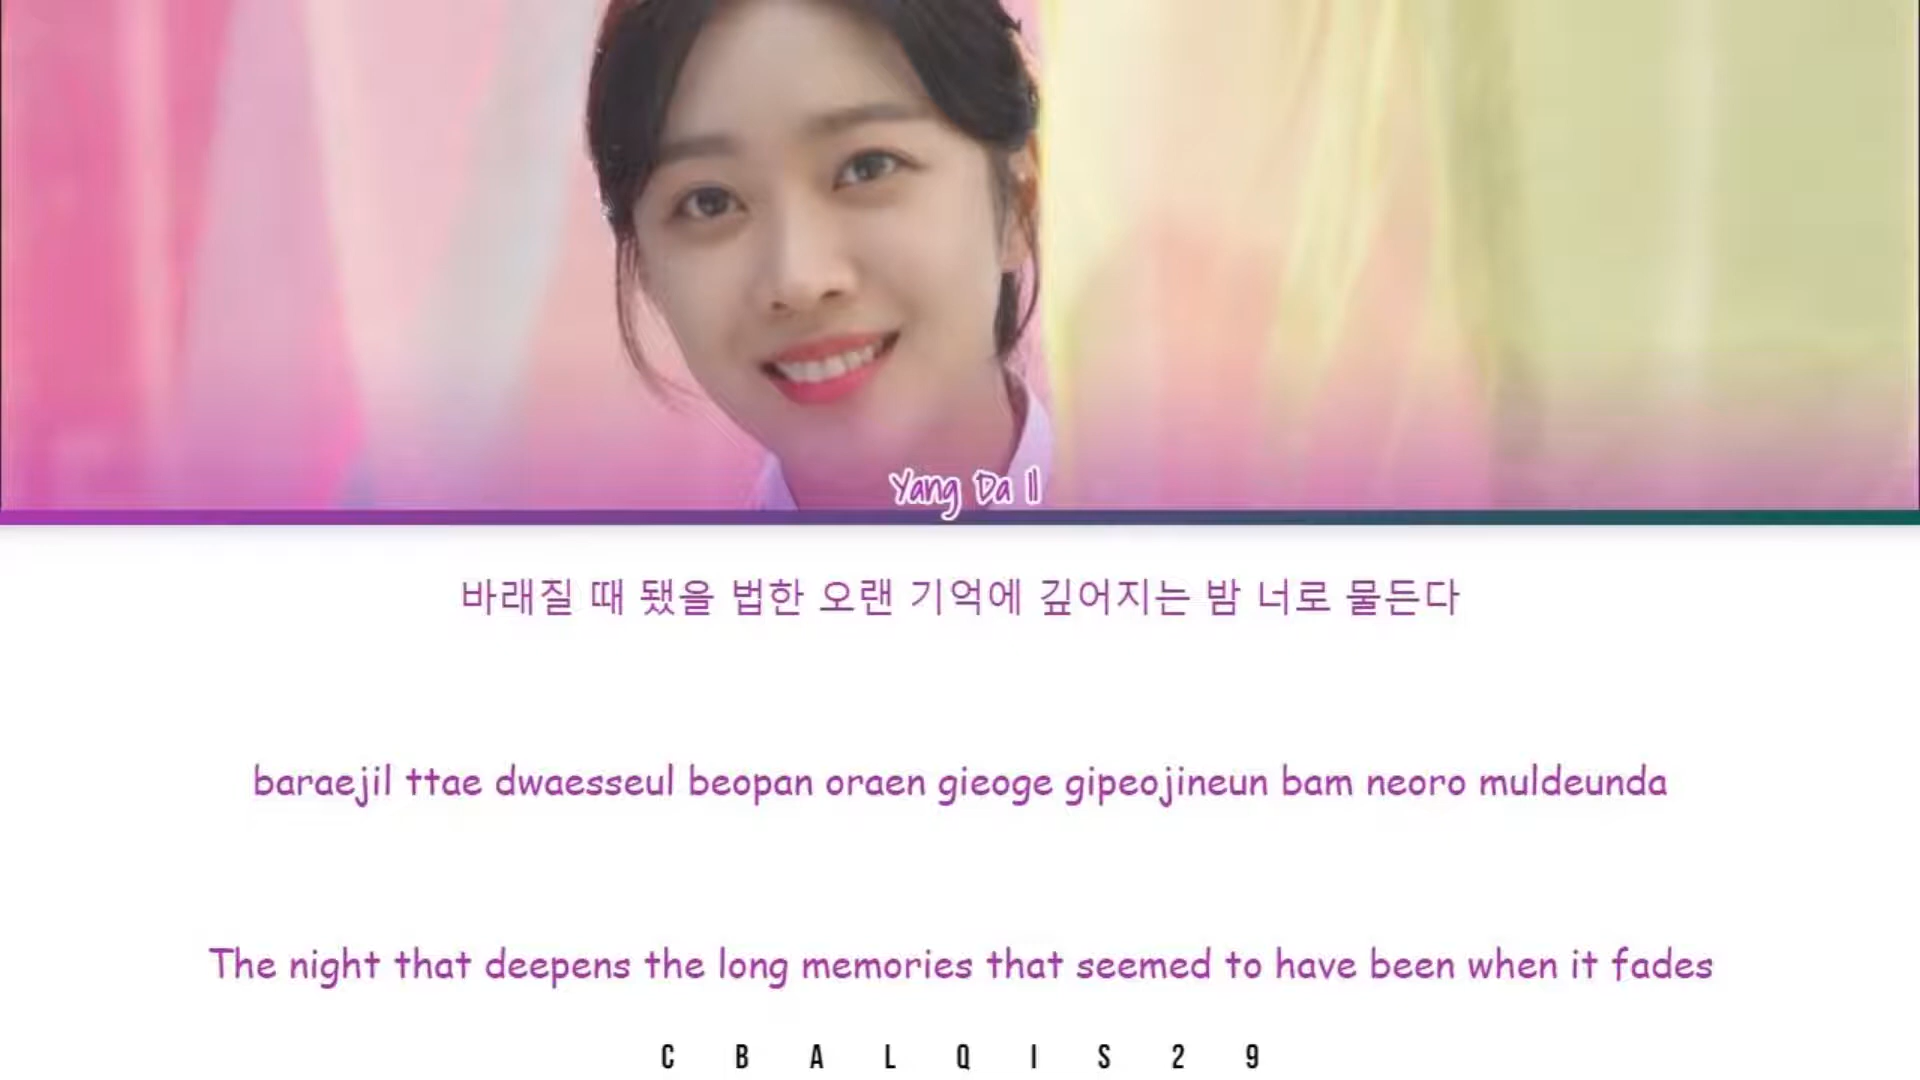 Yang Da Il
바래질 때 됐을 법한 오랜 기억에 깊어지는 밤 너로 물든다
baraejil ttae dwaesseul beopan oraen gieoge gipeojineun bam neoro muldeunda
The night that deepens the long memories that seemed to have been when it fades
CBALQIS29